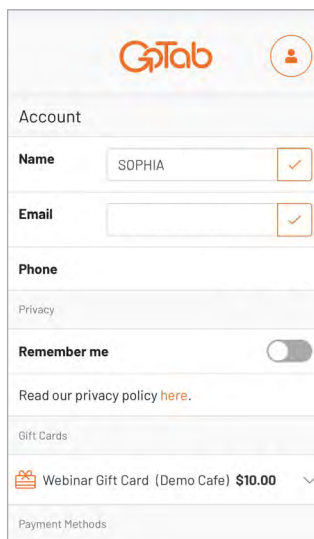 GoTab
Account
Name SOPHIA
Email
Phone
Privacy
Remember me
Read our privacy policy here.
Gift Cards
Webinar Gift Card (Demo Cafe) $10.00
Payment Methods